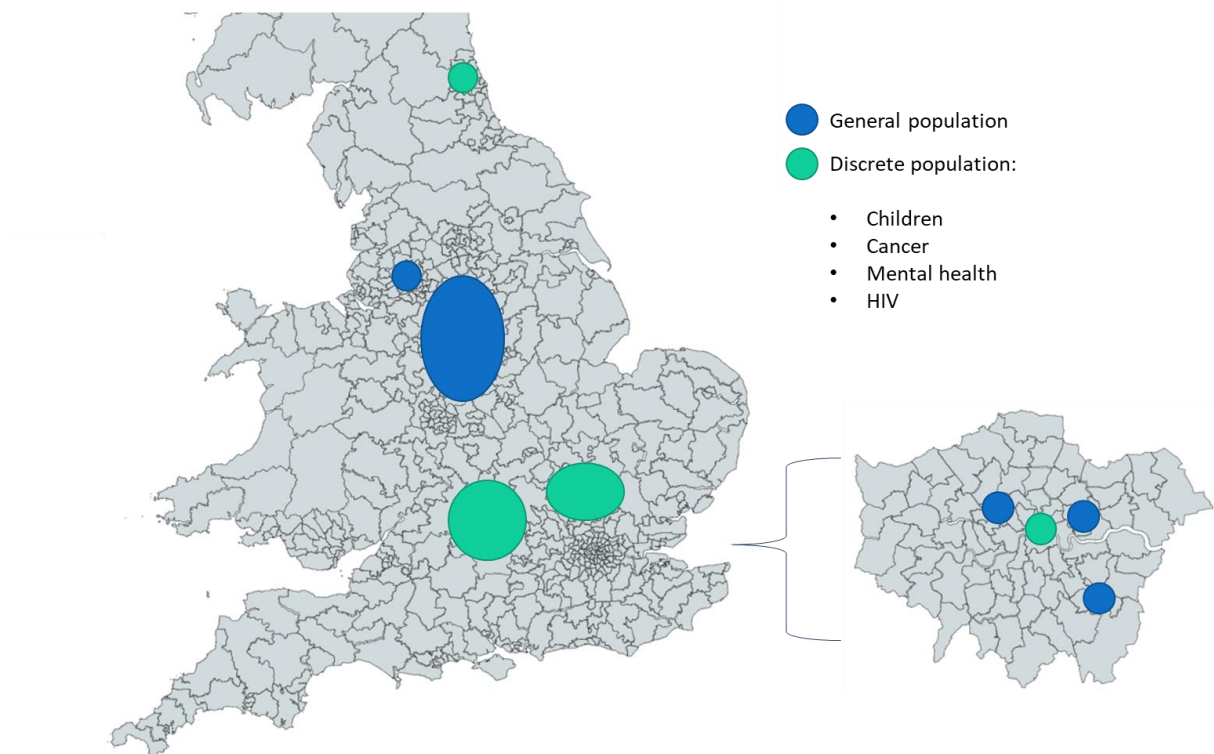 General population
Discrete population:
• Children
• Cancer
• Mental health
• HIV